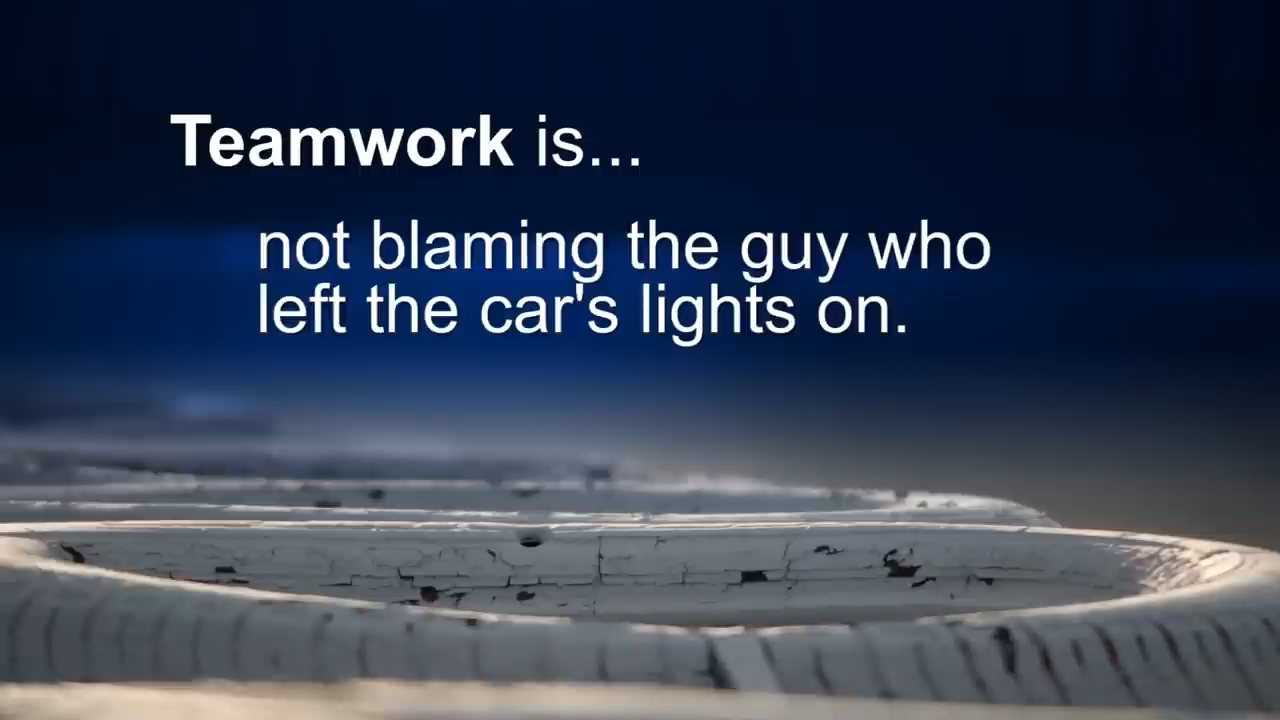 Teamwork is...
not blaming the guy who
left the car's lights on.